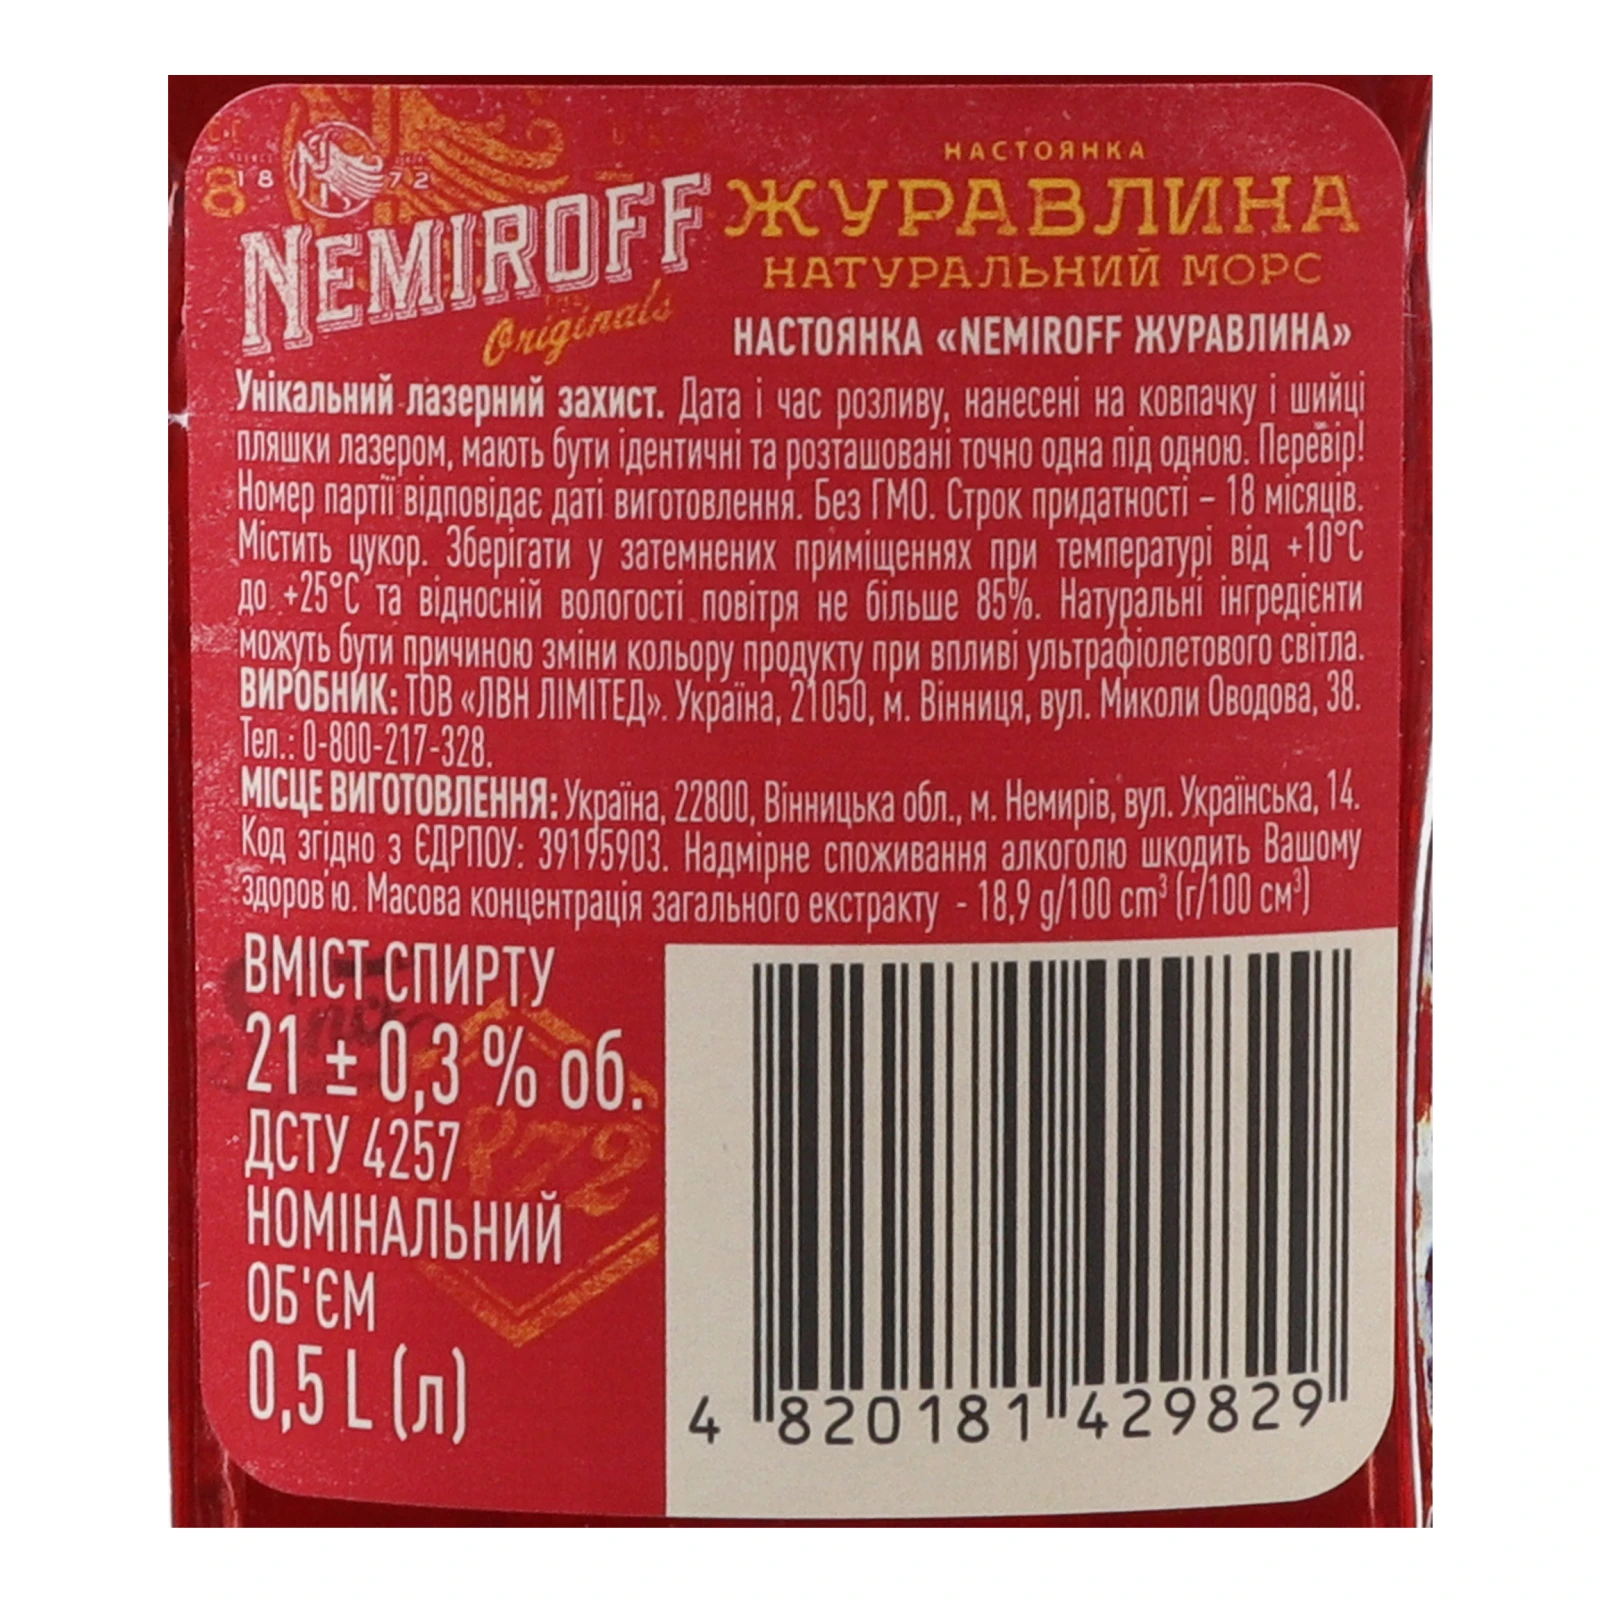 1872
NEMIROFF
Originals
НАСТОЯНКА
ЖУРАВЛИНА
НАТУРАЛЬНИЙ МОРС
НАСТОЯНКА «NEMIROFF ЖУРАВЛИНА»
Унікальний лазерний захист. Дата і час розливу, нанесені на ковпачку і шийці
пляшки лазером, мають бути ідентичні та розташовані точно одна під одною. Перевір!
Номер партії відповідає даті виготовлення. Без ГМО. Строк придатності – 18 місяців.
Містить цукор. Зберігати у затемнених приміщеннях при температурі від +10°С
до +25°С та відносній вологості повітря не більше 85%. Натуральні інгредієнти
можуть бути причиною зміни кольору продукту при впливі ультрафіолетового світла.
ВИРОБНИК: ТОВ «ЛВН ЛІМІТЕД». Україна, 21050, м. Вінниця, вул. Миколи Оводова, 38.
Тел.: 0-800-217-328.
МІСЦЕ ВИГОТОВЛЕННЯ: Україна, 22800, Вінницька обл., м. Немирів, вул. Українська, 14.
Код згідно з ЄДРПОУ: 39195903. Надмірне споживання алкоголю шкодить Вашому
здоров'ю. Масова концентрація загального екстракту - 18,9 g/100 cm³ (г/100 см³)
ВМІСТ СПИРТУ
21 ± 0,3 % об.
ДСТУ 4257
НОМІНАЛЬНИЙ
ОБ'ЄМ
0,5 L (л)
4 820181 429829